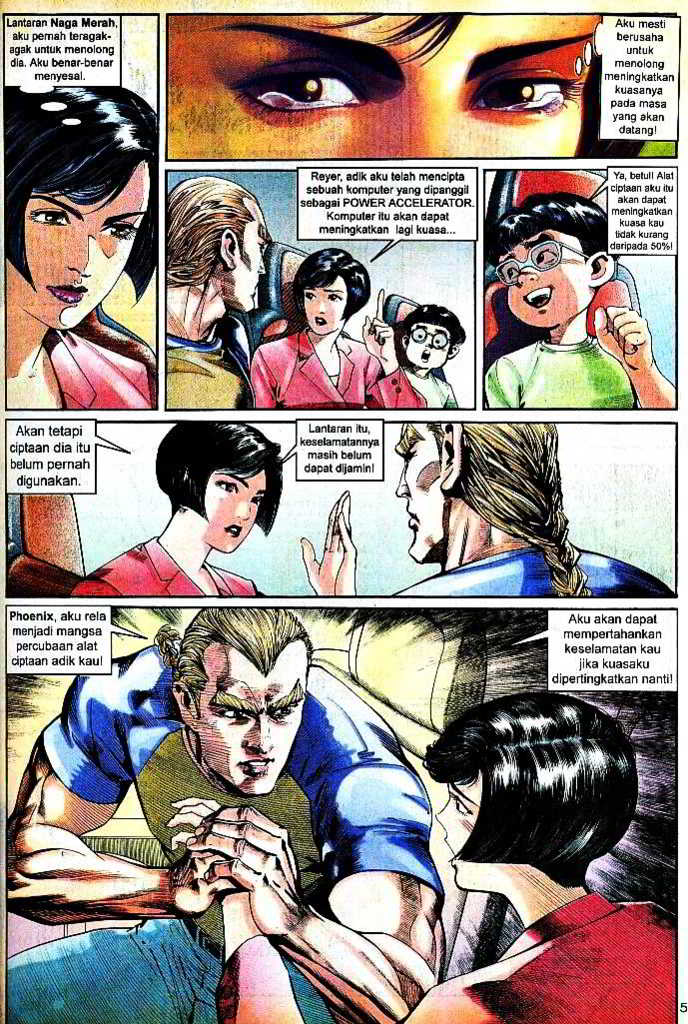 Lantaran Naga Merah,
aku pernah teragak-
agak untuk menolong
dia. Aku benar-benar
menyesal.
Aku mesti
berusaha
untuk
menolong
meningkatkan
kuasanya
pada masa
yang akan
datang!
Reyer, adik aku telah mencipta
sebuah komputer yang dipanggil
sebagai POWER ACCELERATOR.
Komputer itu akan dapat
meningkatkan lagi kuasa...
Ya, betul! Alat
ciptaan aku itu
akan dapat
meningkatkan
kuasa kau
tidak kurang
daripada 50%!
Akan tetapi
ciptaan dia itu
belum pernah
digunakan.
Lantaran itu,
keselamatannya
masih belum
dapat dijamin!
Phoenix, aku rela
menjadi mangsa
percubaan alat
ciptaan adik kau!
Aku akan dapat
mempertahankan
keselamatan kau
jika kuasaku
dipertingkatkan nanti!
5